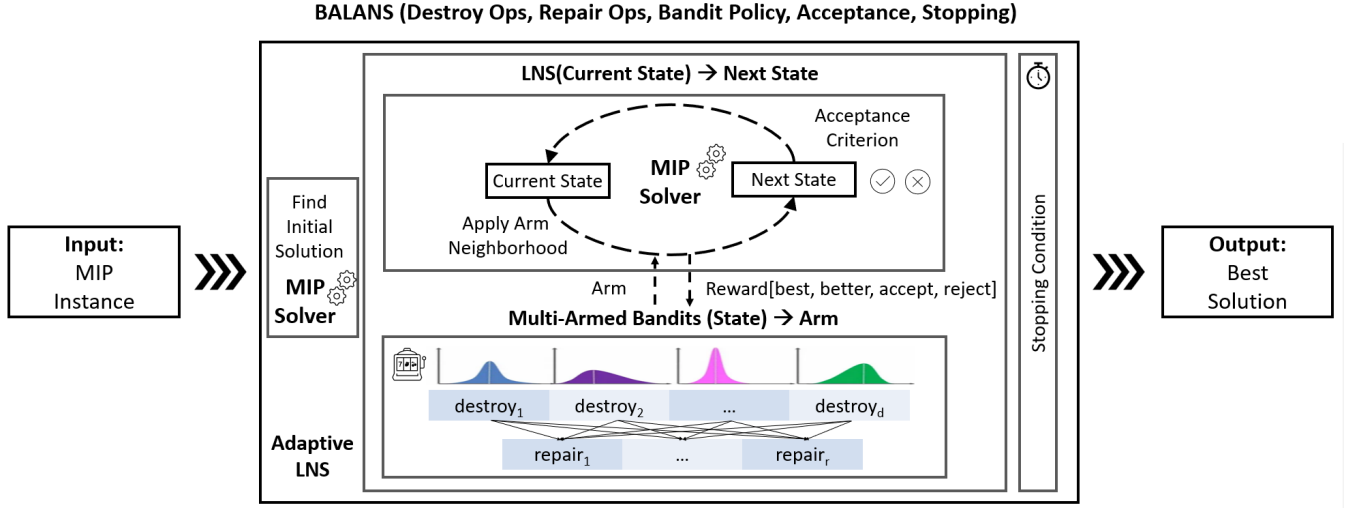 BALANS (Destroy Ops, Repair Ops, Bandit Policy, Acceptance, Stopping)
Input:
MIP
Instance
Find
Initial
Solution
MIP
Solver
Adaptive
LNS
LNS(Current State) → Next State
Acceptance
Criterion
Current State
MIP
Solver
Next State
Apply Arm
Neighborhood
Arm
Reward[best, better, accept, reject]
Multi-Armed Bandits (State) → Arm
destroy₁ destroy₂ ... destroy_d
repair₁ ... repairᵣ
Stopping Condition
Output:
Best
Solution